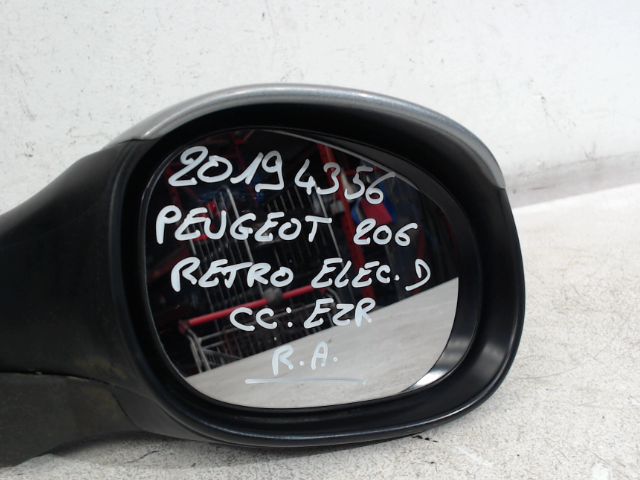 20194356
PEUGEOT 206
RETRO ELEC. D
CC: EZR
R.A.